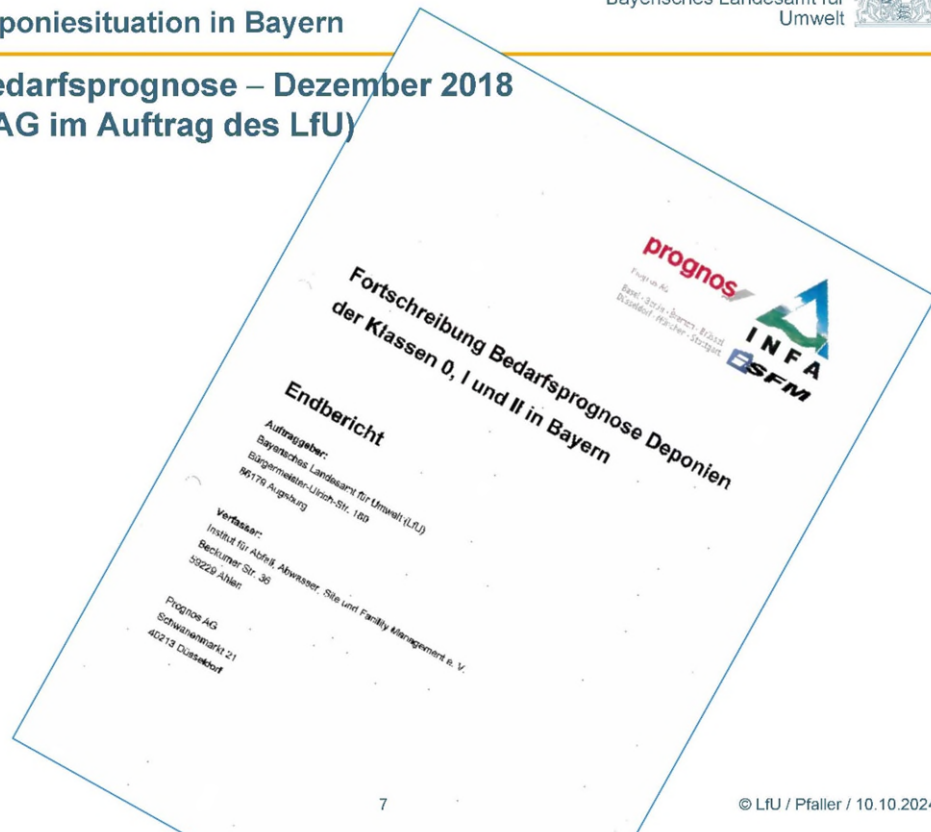 poniesituation in Bayern
Bayerisches Landesamt für
Umwelt
edarfsprognose – Dezember 2018
AG im Auftrag des LfU)
prognos
Prognos AG
INFA
ISFM
Fortschreibung Bedarfsprognose Deponien
der Klassen 0, I und II in Bayern
Endbericht
Auftraggeber:
Bayerisches Landesamt für Umwelt (LfU)
Bürgermeister-Ulrich-Str. 160
86179 Augsburg
Verfasser:
Institut für Abfall, Abwasser, Site und Facility Management e. V.
Beckumer Str. 36
59229 Ahlen
Prognos AG
Schwanenmarkt 21
40213 Düsseldorf
7
© LfU / Pfaller / 10.10.2024